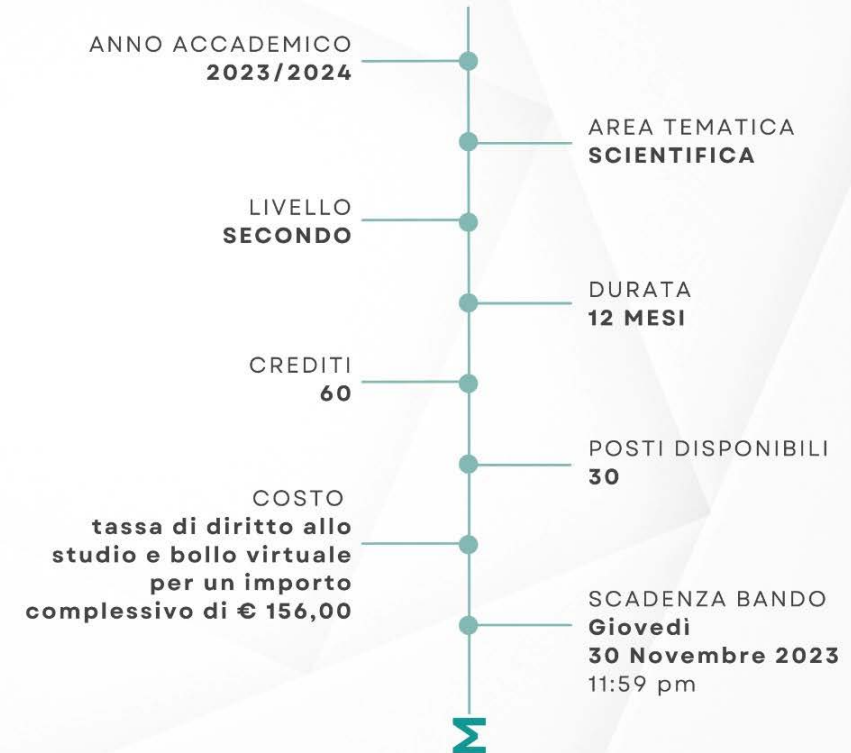 ANNO ACCADEMICO
2023/2024
AREA TEMATICA
SCIENTIFICA
LIVELLO
SECONDO
DURATA
12 MESI
CREDITI
60
POSTI DISPONIBILI
30
COSTO
tassa di diritto allo
studio e bollo virtuale
per un importo
complessivo di € 156,00
SCADENZA BANDO
Giovedì
30 Novembre 2023
11:59 pm
M